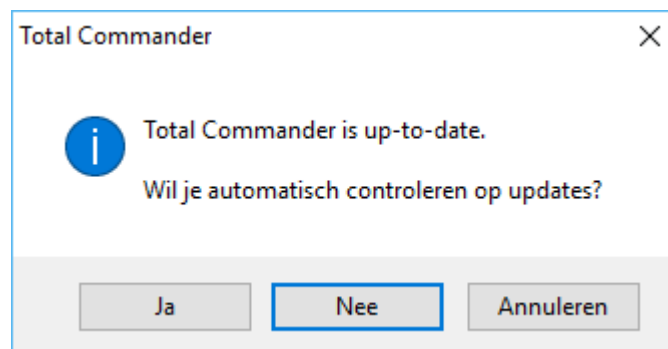 Total Commander
Total Commander is up-to-date.
Wil je automatisch controleren op updates?
Ja
Nee
Annuleren